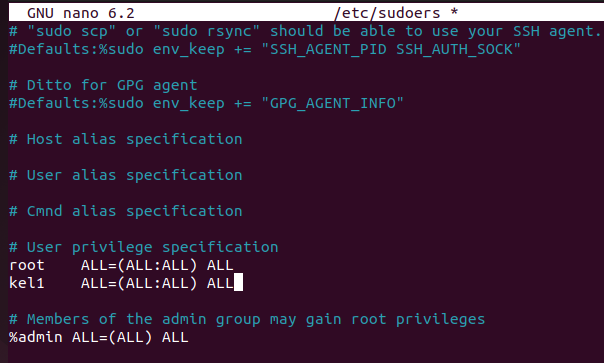 GNU nano 6.2 /etc/sudoers *
# "sudo scp" or "sudo rsync" should be able to use your SSH agent.
#Defaults:%sudo env_keep += "SSH_AGENT_PID SSH_AUTH_SOCK"
# Ditto for GPG agent
#Defaults:%sudo env_keep += "GPG_AGENT_INFO"
# Host alias specification
# User alias specification
# Cmnd alias specification
# User privilege specification
root ALL=(ALL:ALL) ALL
kel1 ALL=(ALL:ALL) ALL
# Members of the admin group may gain root privileges
%admin ALL=(ALL) ALL